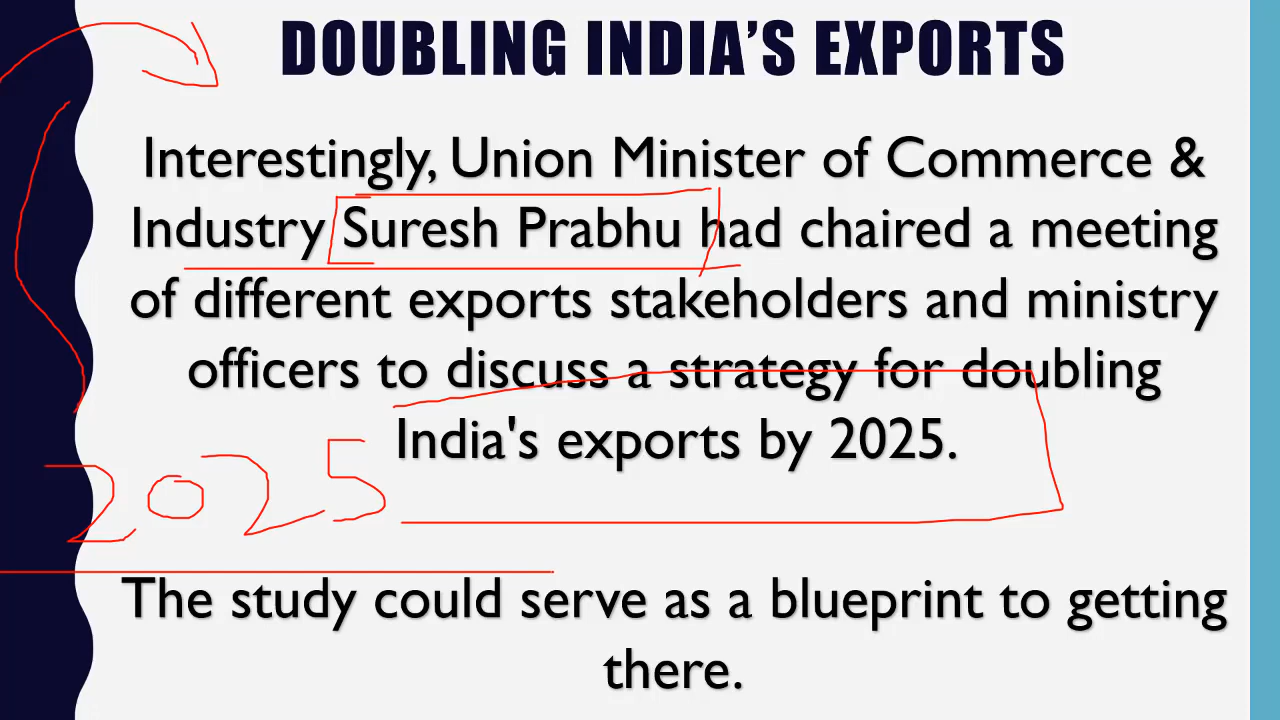 DOUBLING INDIA'S EXPORTS
Interestingly, Union Minister of Commerce &
Industry Suresh Prabhu had chaired a meeting
of different exports stakeholders and ministry
officers to discuss a strategy for doubling
India's exports by 2025.
2025
The study could serve as a blueprint to getting
there.